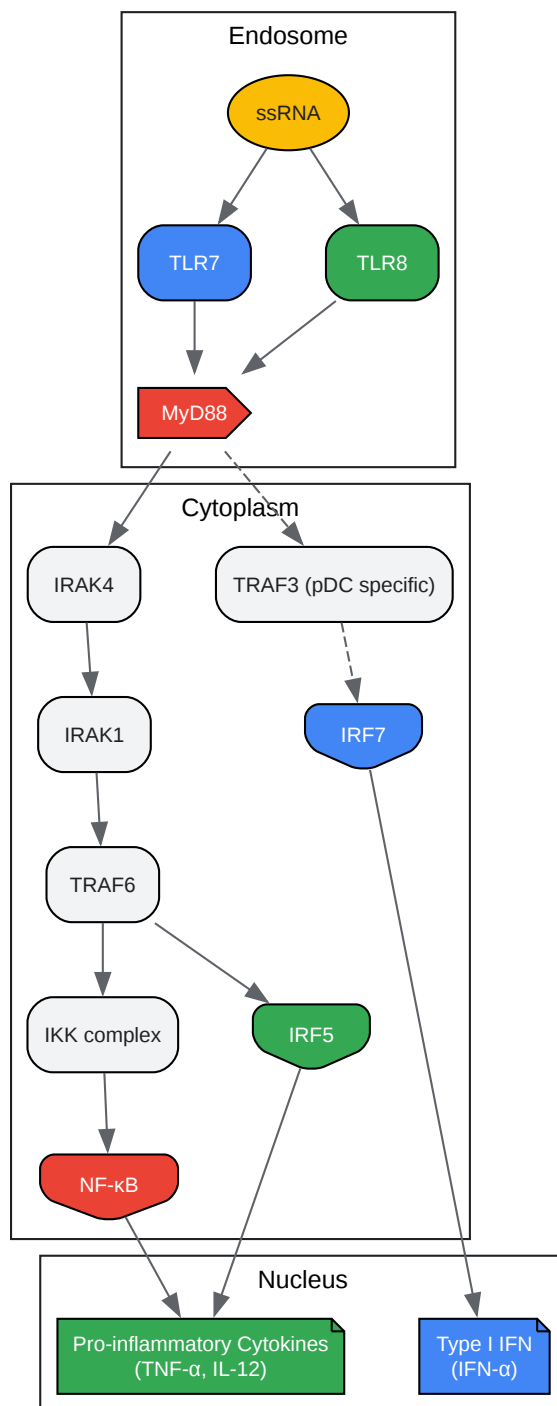 Endosome
ssRNA
TLR7
TLR8
MyD88
Cytoplasm
IRAK4
TRAF3 (pDC specific)
IRAK1
IRF7
TRAF6
IKK complex
IRF5
NF-κB
Nucleus
Pro-inflammatory Cytokines
(TNF-α, IL-12)
Type I IFN
(IFN-α)